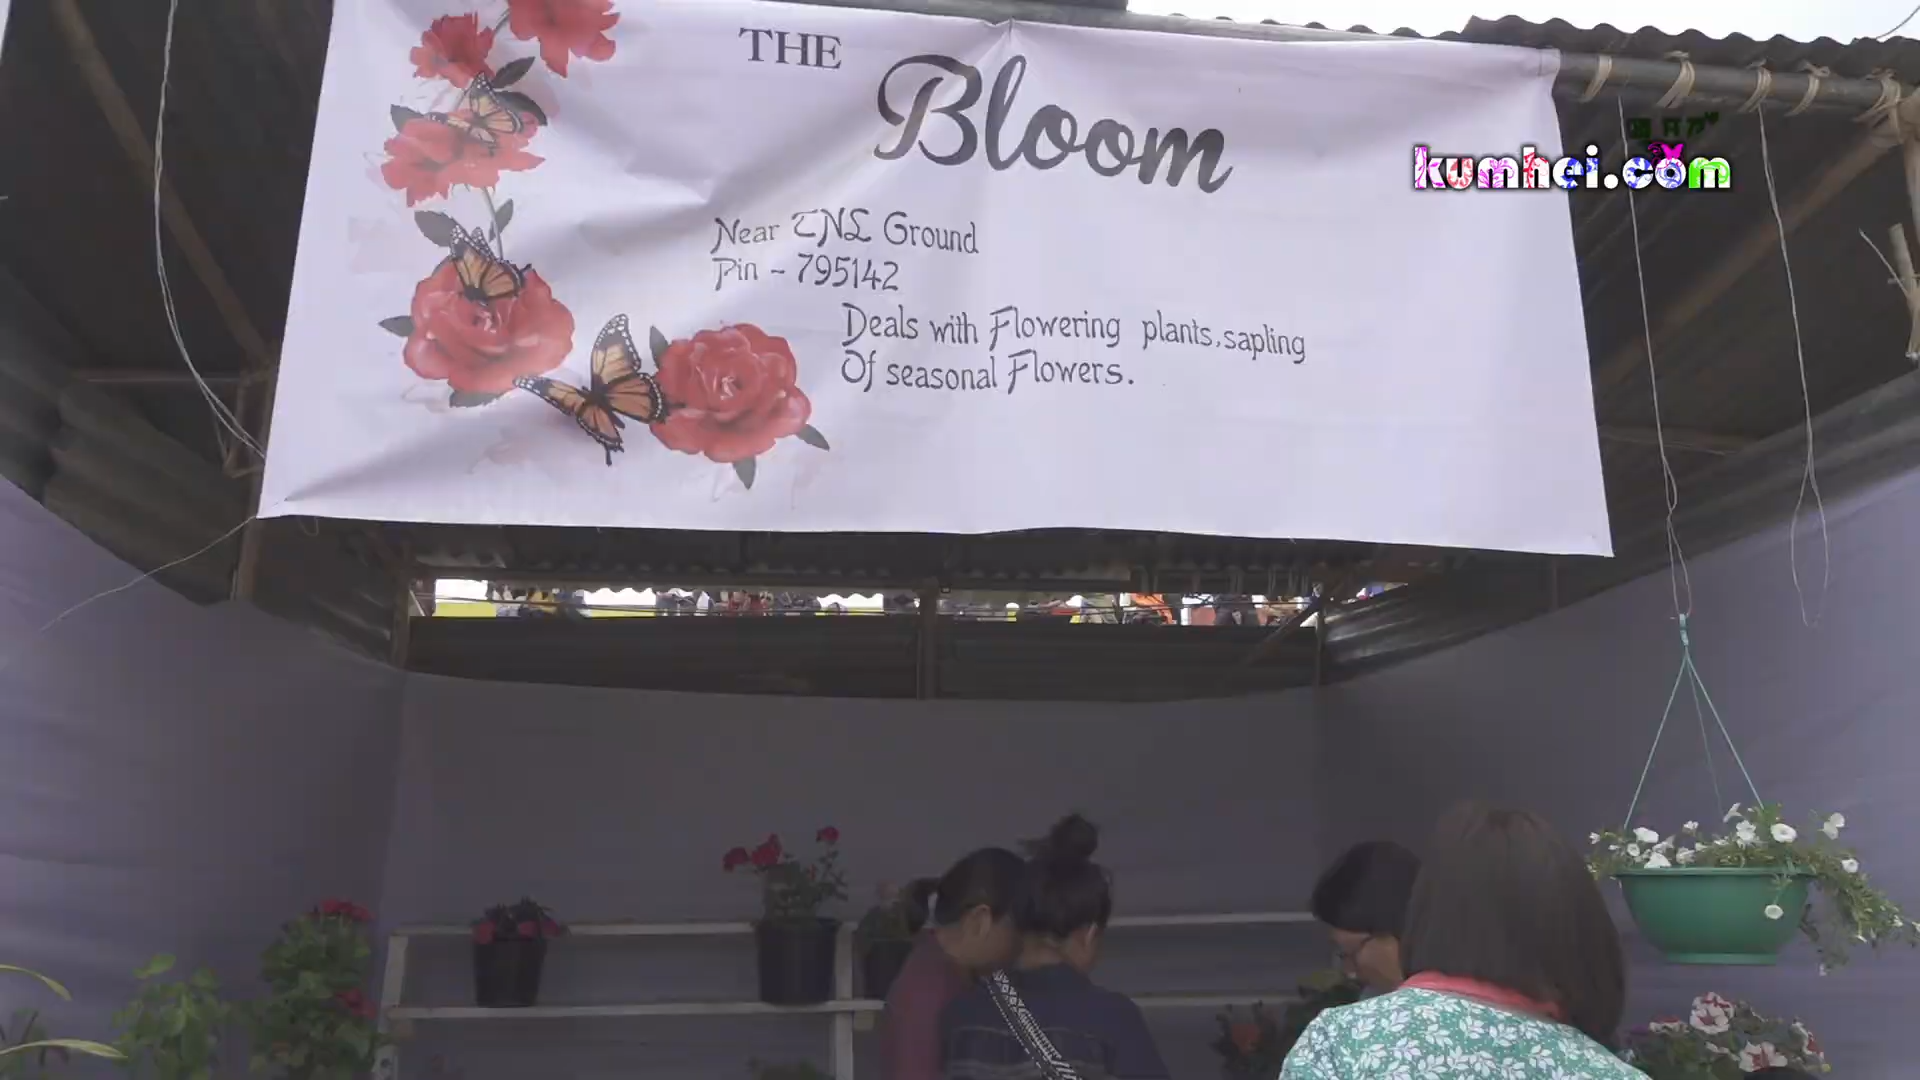 THE
Bloom
kumhei.com
Near TNL Ground
Pin - 795142
Deals with Flowering plants,sapling
Of seasonal Flowers.